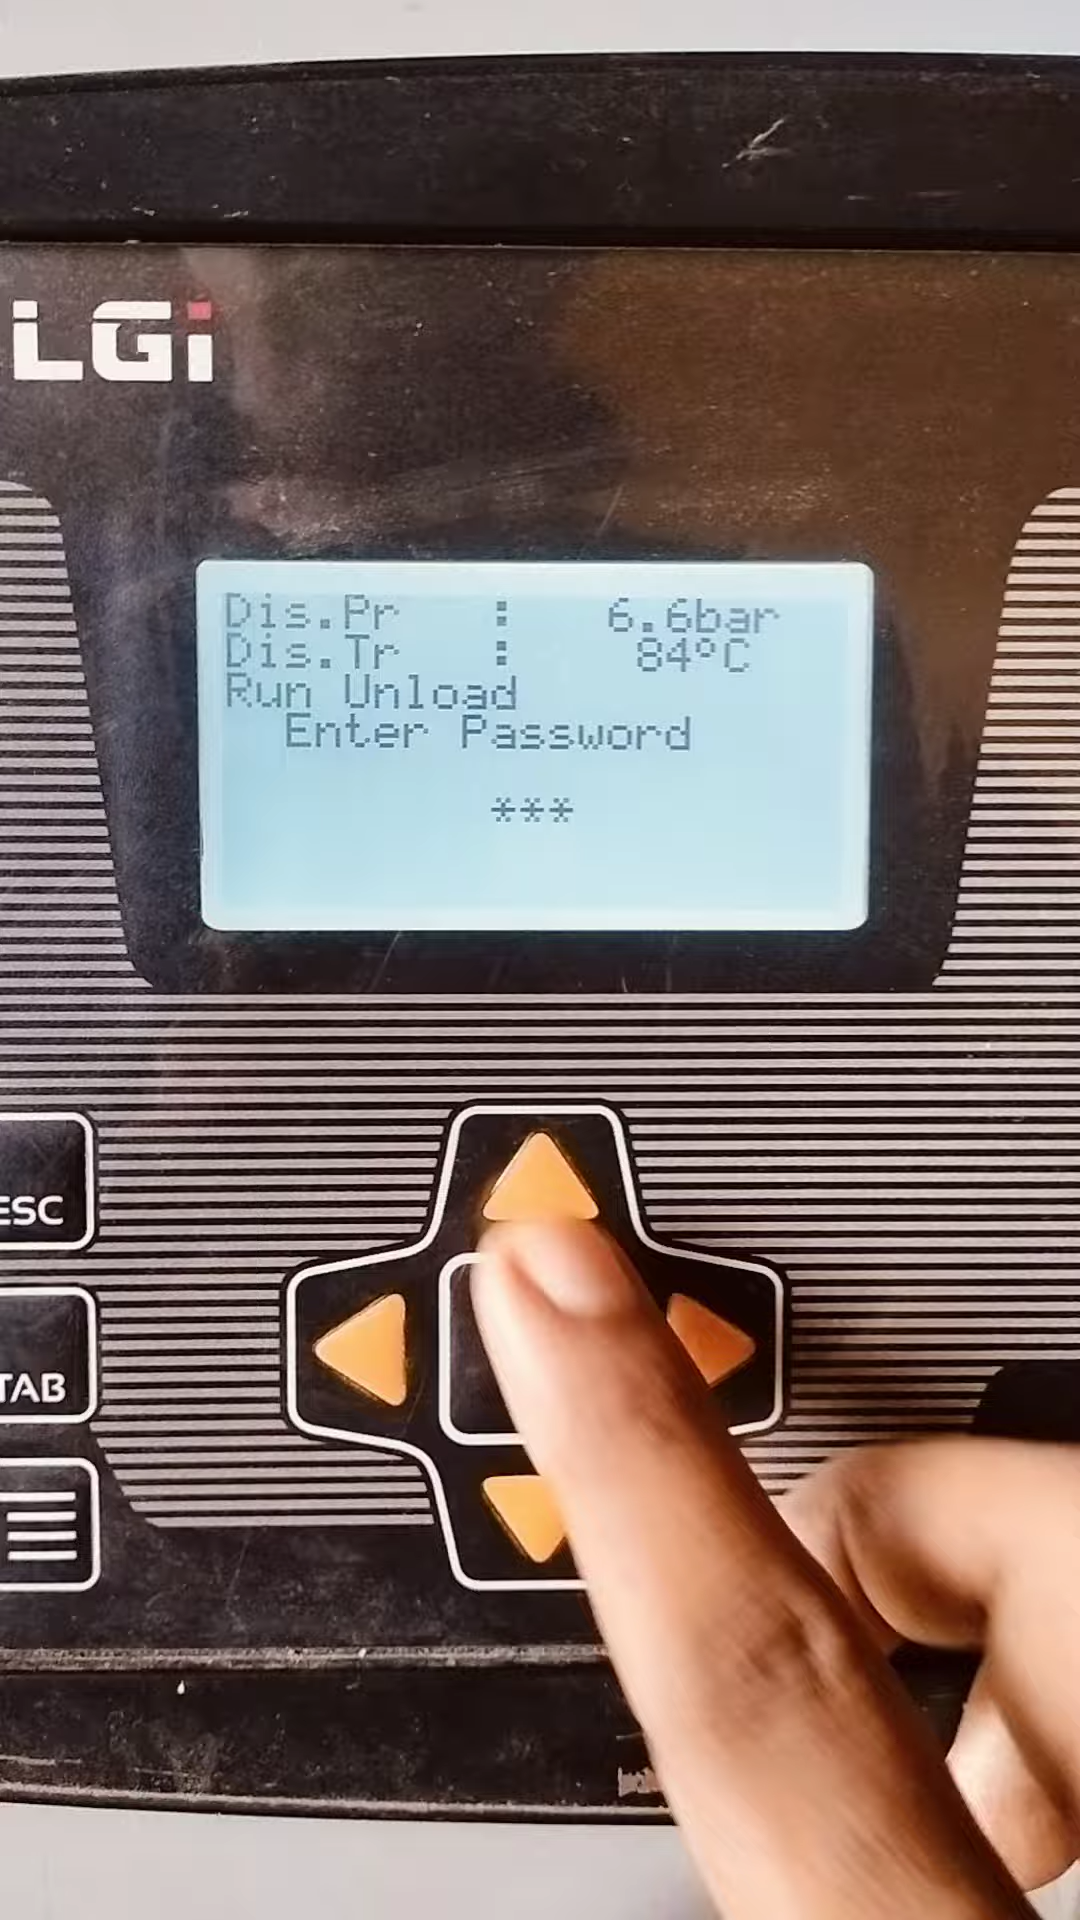 LGi
Dis.Pr : 6.6bar
Dis.Tr : 84°C
Run Unload
Enter Password
***
ESC
TAB